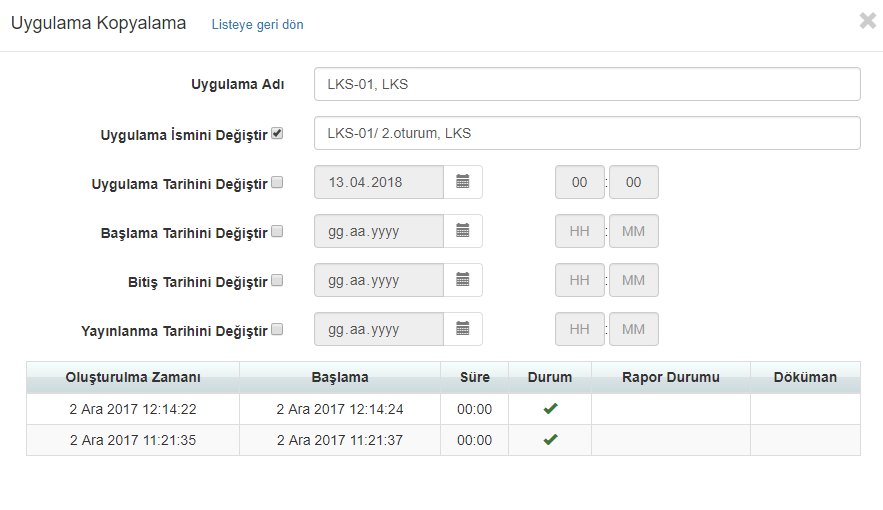 Uygulama Kopyalama Listeye geri dön
Uygulama Adı LKS-01, LKS
Uygulama İsmini Değiştir LKS-01/ 2.oturum, LKS
Uygulama Tarihini Değiştir 13.04.2018 00 : 00
Başlama Tarihini Değiştir gg.aa.yyyy HH : MM
Bitiş Tarihini Değiştir gg.aa.yyyy HH : MM
Yayınlanma Tarihini Değiştir gg.aa.yyyy HH : MM
Oluşturulma Zamanı Başlama Süre Durum Rapor Durumu Döküman
2 Ara 2017 12:14:22 2 Ara 2017 12:14:24 00:00
2 Ara 2017 11:21:35 2 Ara 2017 11:21:37 00:00